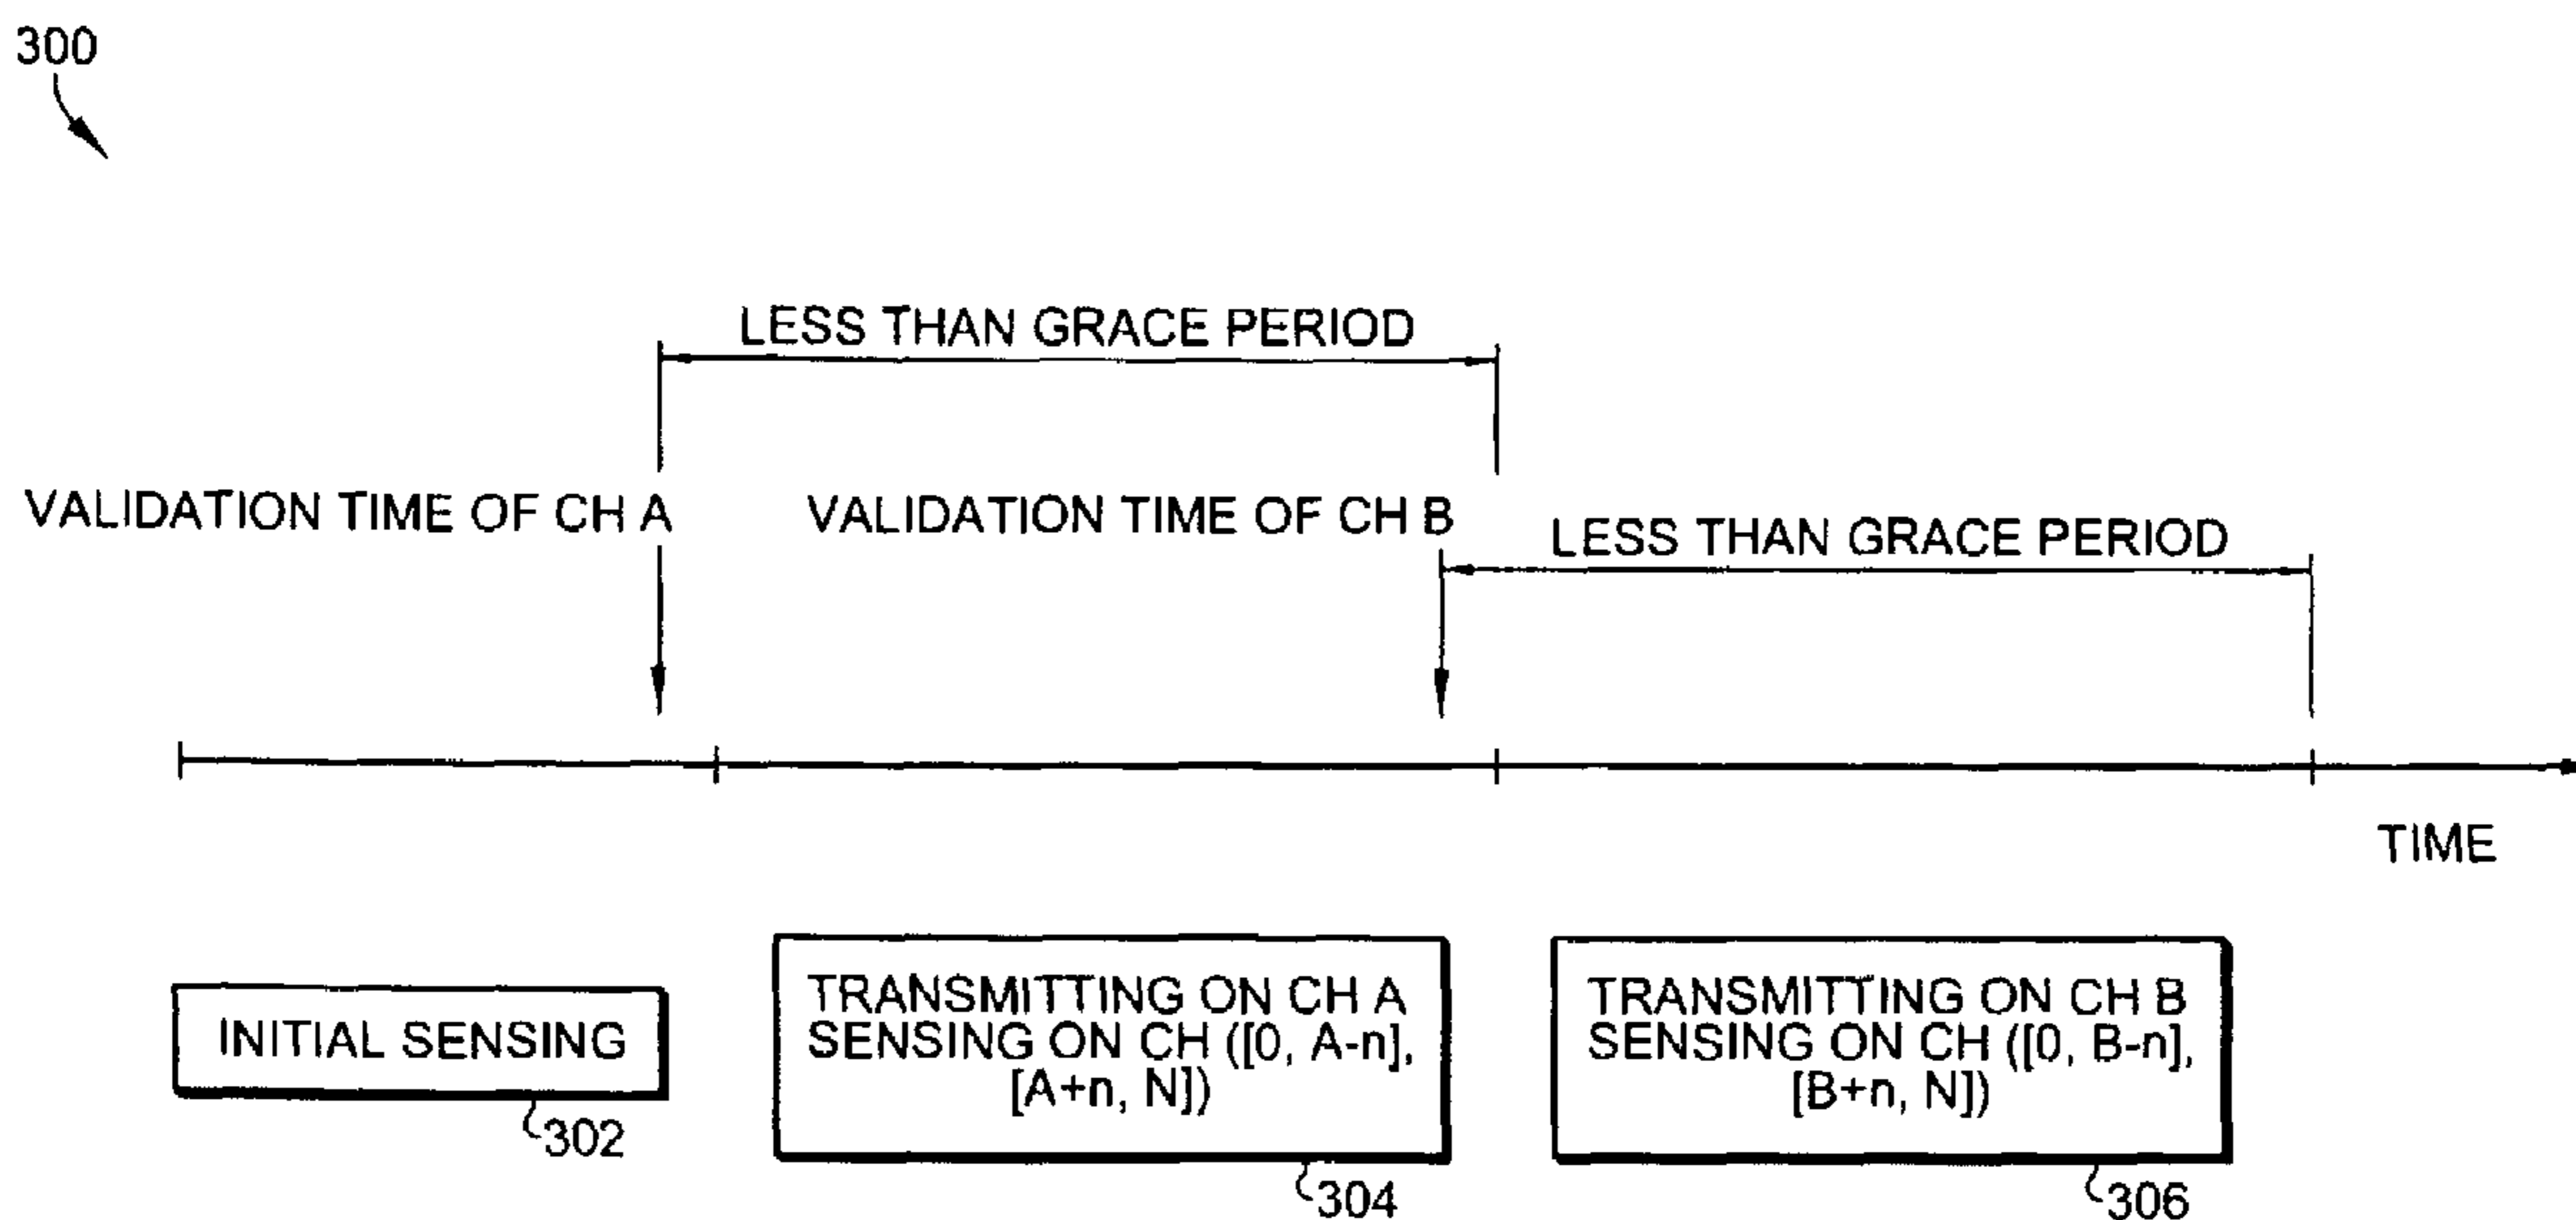 300
LESS THAN GRACE PERIOD
VALIDATION TIME OF CH A
VALIDATION TIME OF CH B
LESS THAN GRACE PERIOD
TIME
INITIAL SENSING
302
TRANSMITTING ON CH A
SENSING ON CH ([0, A-n],
[A+n, N])
304
TRANSMITTING ON CH B
SENSING ON CH ([0, B-n],
[B+n, N])
306